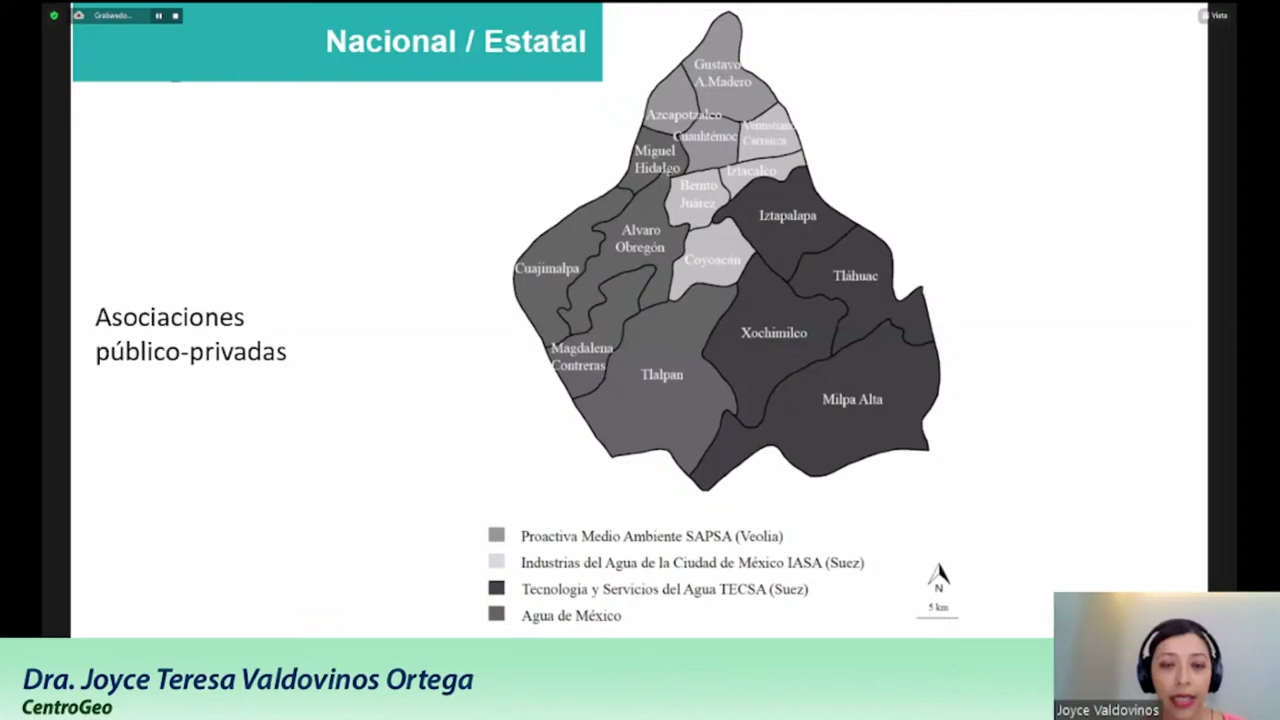 Grabando...
Vista
Nacional / Estatal
Gustavo
A.Madero
Azcapotzalco
Cuauhtémoc
Venustiano
Carranza
Miguel
Hidalgo
Iztacalco
Benito
Juárez
Iztapalapa
Alvaro
Obregón
Coyoacán
Cuajimalpa
Tláhuac
Asociaciones
público-privadas
Xochimilco
Magdalena
Contreras
Tlalpan
Milpa Alta
Proactiva Medio Ambiente SAPSA (Veolia)
Industrias del Agua de la Ciudad de México IASA (Suez)
Tecnologia y Servicios del Agua TECSA (Suez)
Agua de México
N
5 km
Dra. Joyce Teresa Valdovinos Ortega
CentroGeo
Joyce Valdovinos